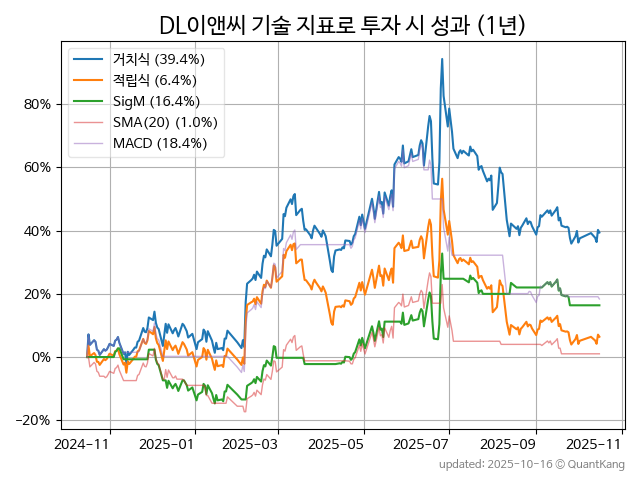 DL이앤씨 기술 지표로 투자 시 성과 (1년)
거치식 (39.4%)
적립식 (6.4%)
SigM (16.4%)
SMA(20) (1.0%)
MACD (18.4%)
80%
60%
40%
20%
0%
−20%
2024-11 2025-01 2025-03 2025-05 2025-07 2025-09 2025-11
updated: 2025-10-16 © QuantKang